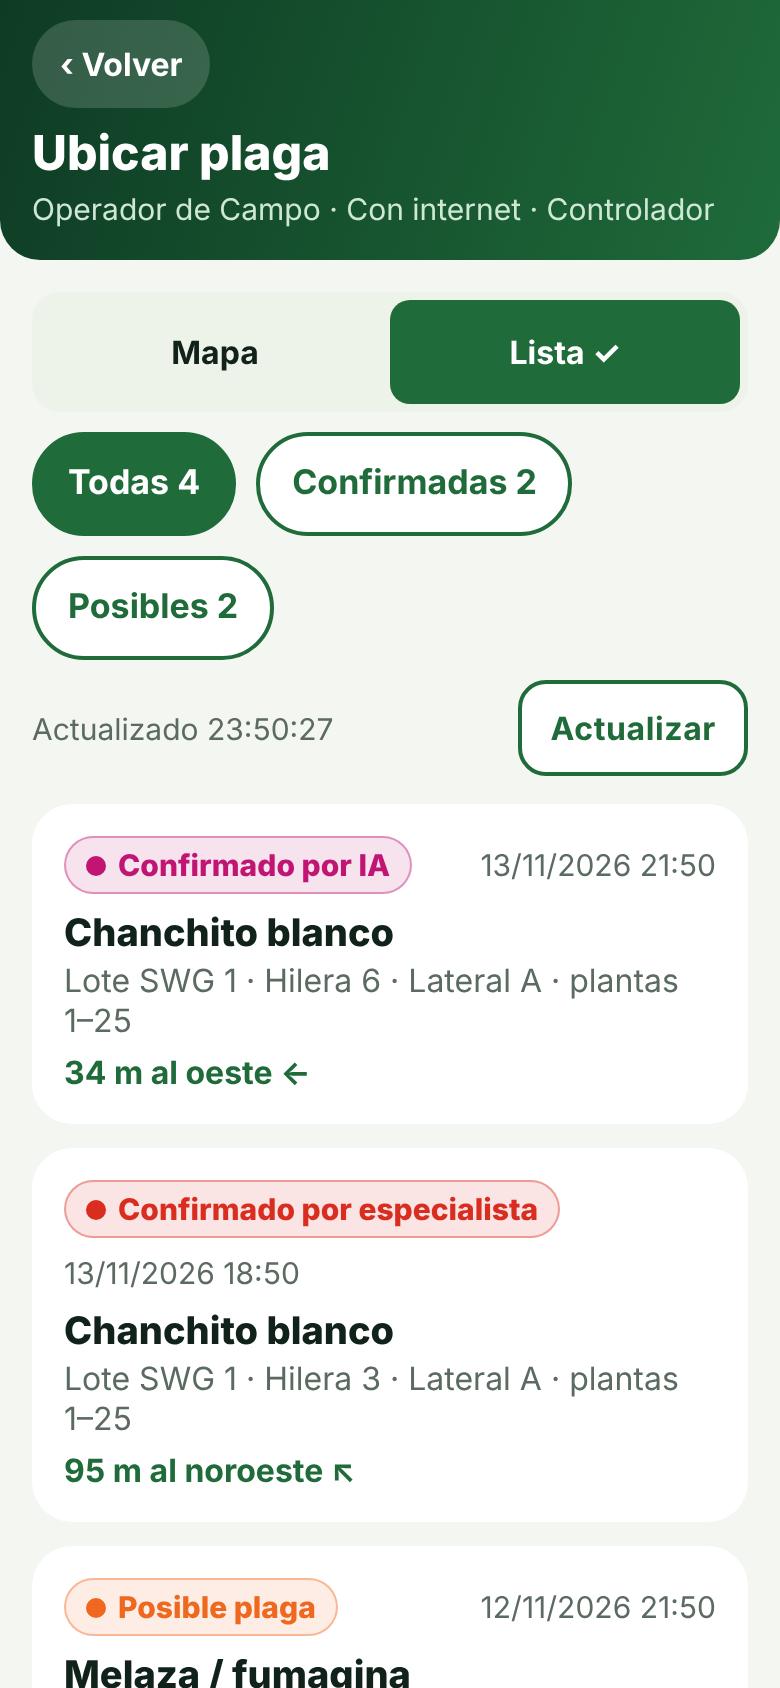 ‹ Volver
Ubicar plaga
Operador de Campo · Con internet · Controlador
Mapa
Lista ✓
Todas 4
Confirmadas 2
Posibles 2
Actualizado 23:50:27
Actualizar
Confirmado por IA
13/11/2026 21:50
Chanchito blanco
Lote SWG 1 · Hilera 6 · Lateral A · plantas
1–25
34 m al oeste ←
Confirmado por especialista
13/11/2026 18:50
Chanchito blanco
Lote SWG 1 · Hilera 3 · Lateral A · plantas
1–25
95 m al noroeste ↖
Posible plaga
12/11/2026 21:50
Melaza / fumagina